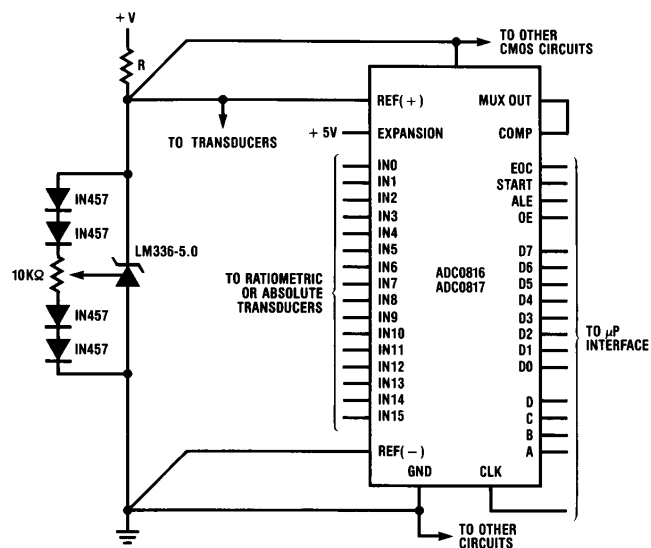 +V
R
TO OTHER
CMOS CIRCUITS
REF(+)
MUX OUT
TO TRANSDUCERS
+ 5V
EXPANSION
COMP
IN0
IN1
IN2
IN3
IN4
IN5
IN6
IN7
IN8
IN9
IN10
IN11
IN12
IN13
IN14
IN15
EOC
START
ALE
OE
D7
D6
D5
D4
D3
D2
D1
D0
D
C
B
A
IN457
IN457
LM336-5.0
10KΩ
IN457
IN457
TO RATIOMETRIC
OR ABSOLUTE
TRANSDUCERS
ADC0816
ADC0817
TO μP
INTERFACE
REF(−)
GND
CLK
TO OTHER
CIRCUITS